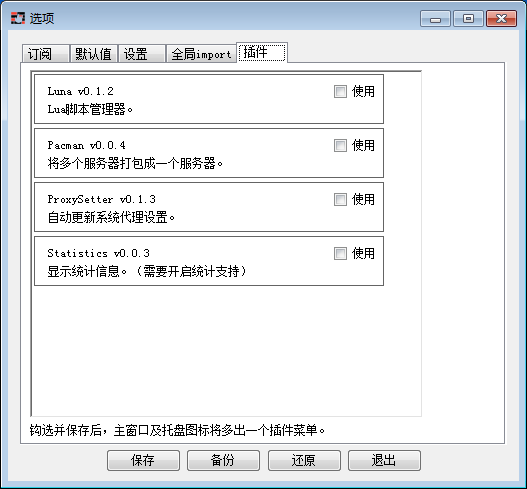 选项
订阅 默认值 设置 全局import 插件
Luna v0.1.2 使用
Lua脚本管理器。
Pacman v0.0.4 使用
将多个服务器打包成一个服务器。
ProxySetter v0.1.3 使用
自动更新系统代理设置。
Statistics v0.0.3 使用
显示统计信息。（需要开启统计支持）
钩选并保存后，主窗口及托盘图标将多出一个插件菜单。
保存 备份 还原 退出